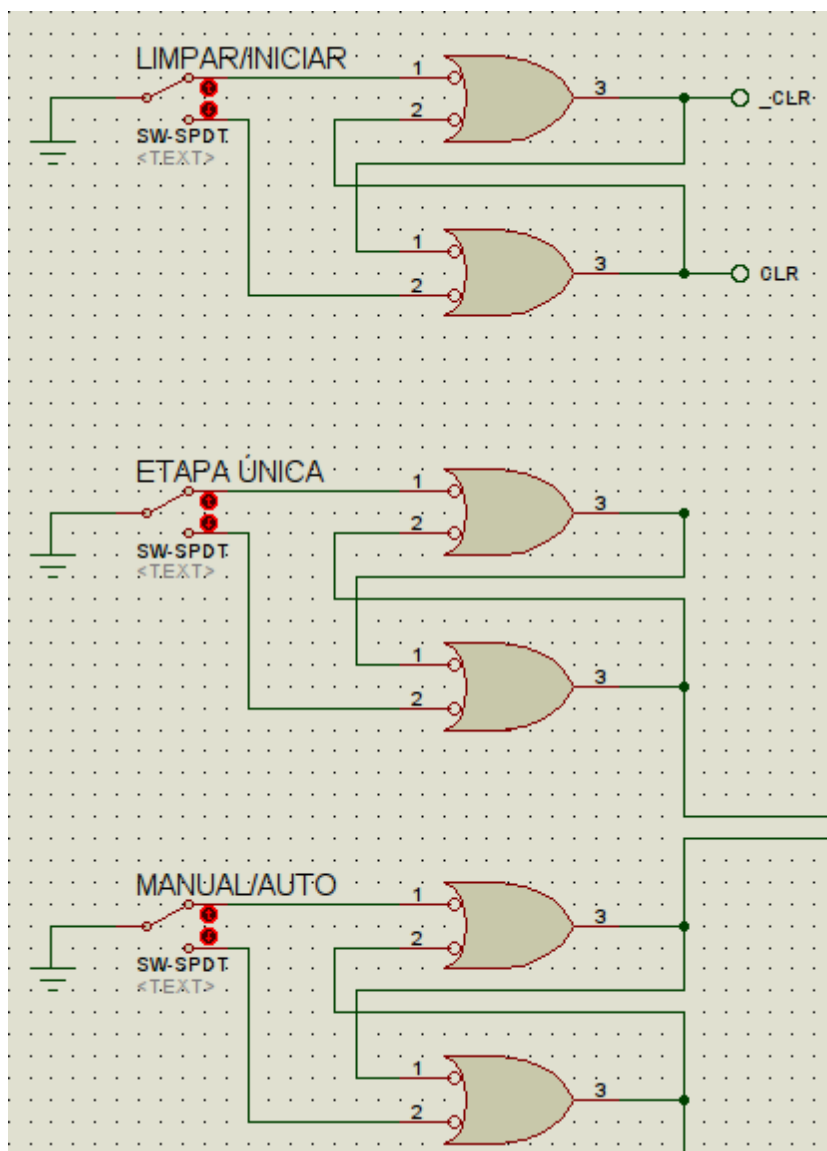 LIMPAR/INICIAR
1
2
3
_CLR
SW-SPDT
<TEXT>
1
2
3
CLR
ETAPA ÚNICA
1
2
3
SW-SPDT
<TEXT>
1
2
3
MANUAL/AUTO
1
2
3
SW-SPDT
<TEXT>
1
2
3